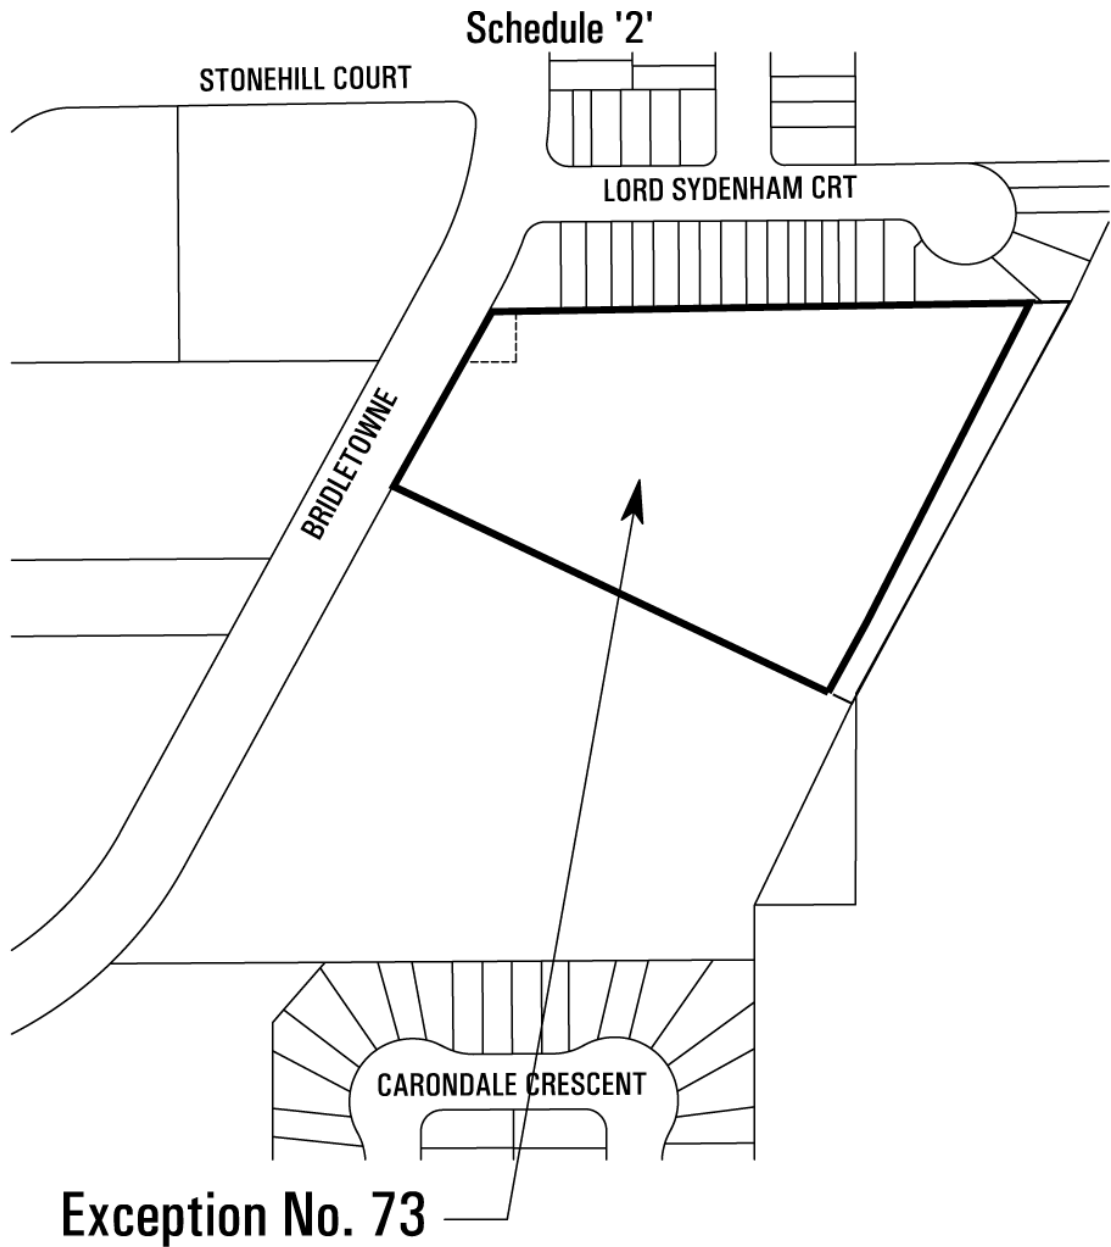 Schedule '2'
STONEHILL COURT
LORD SYDENHAM CRT
BRIDLETOWNE
CARONDALE CRESCENT
Exception No. 73